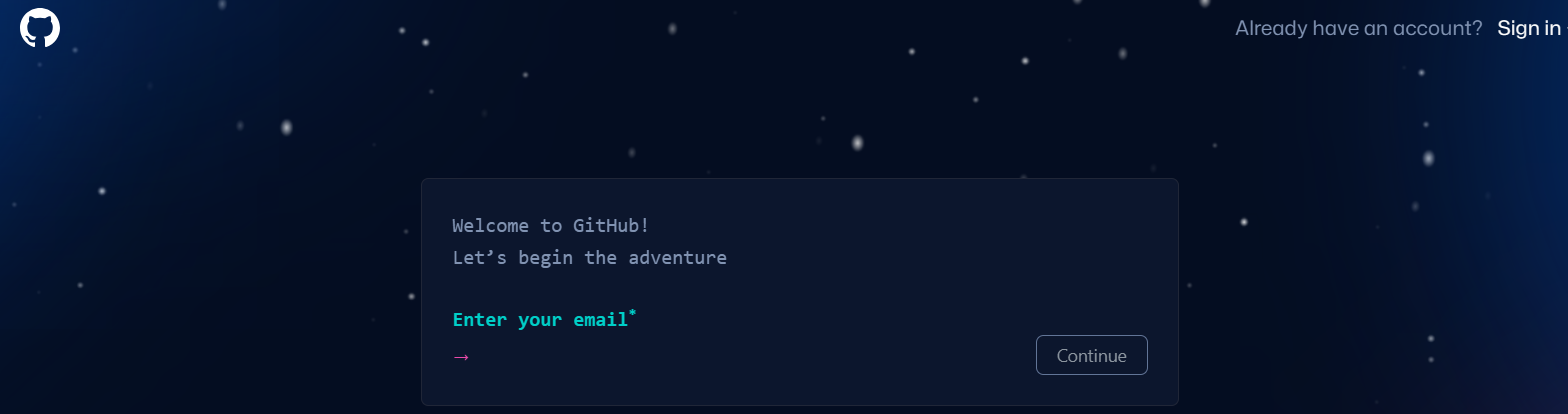 Already have an account? Sign in
Welcome to GitHub!
Let’s begin the adventure
Enter your email*
→
Continue